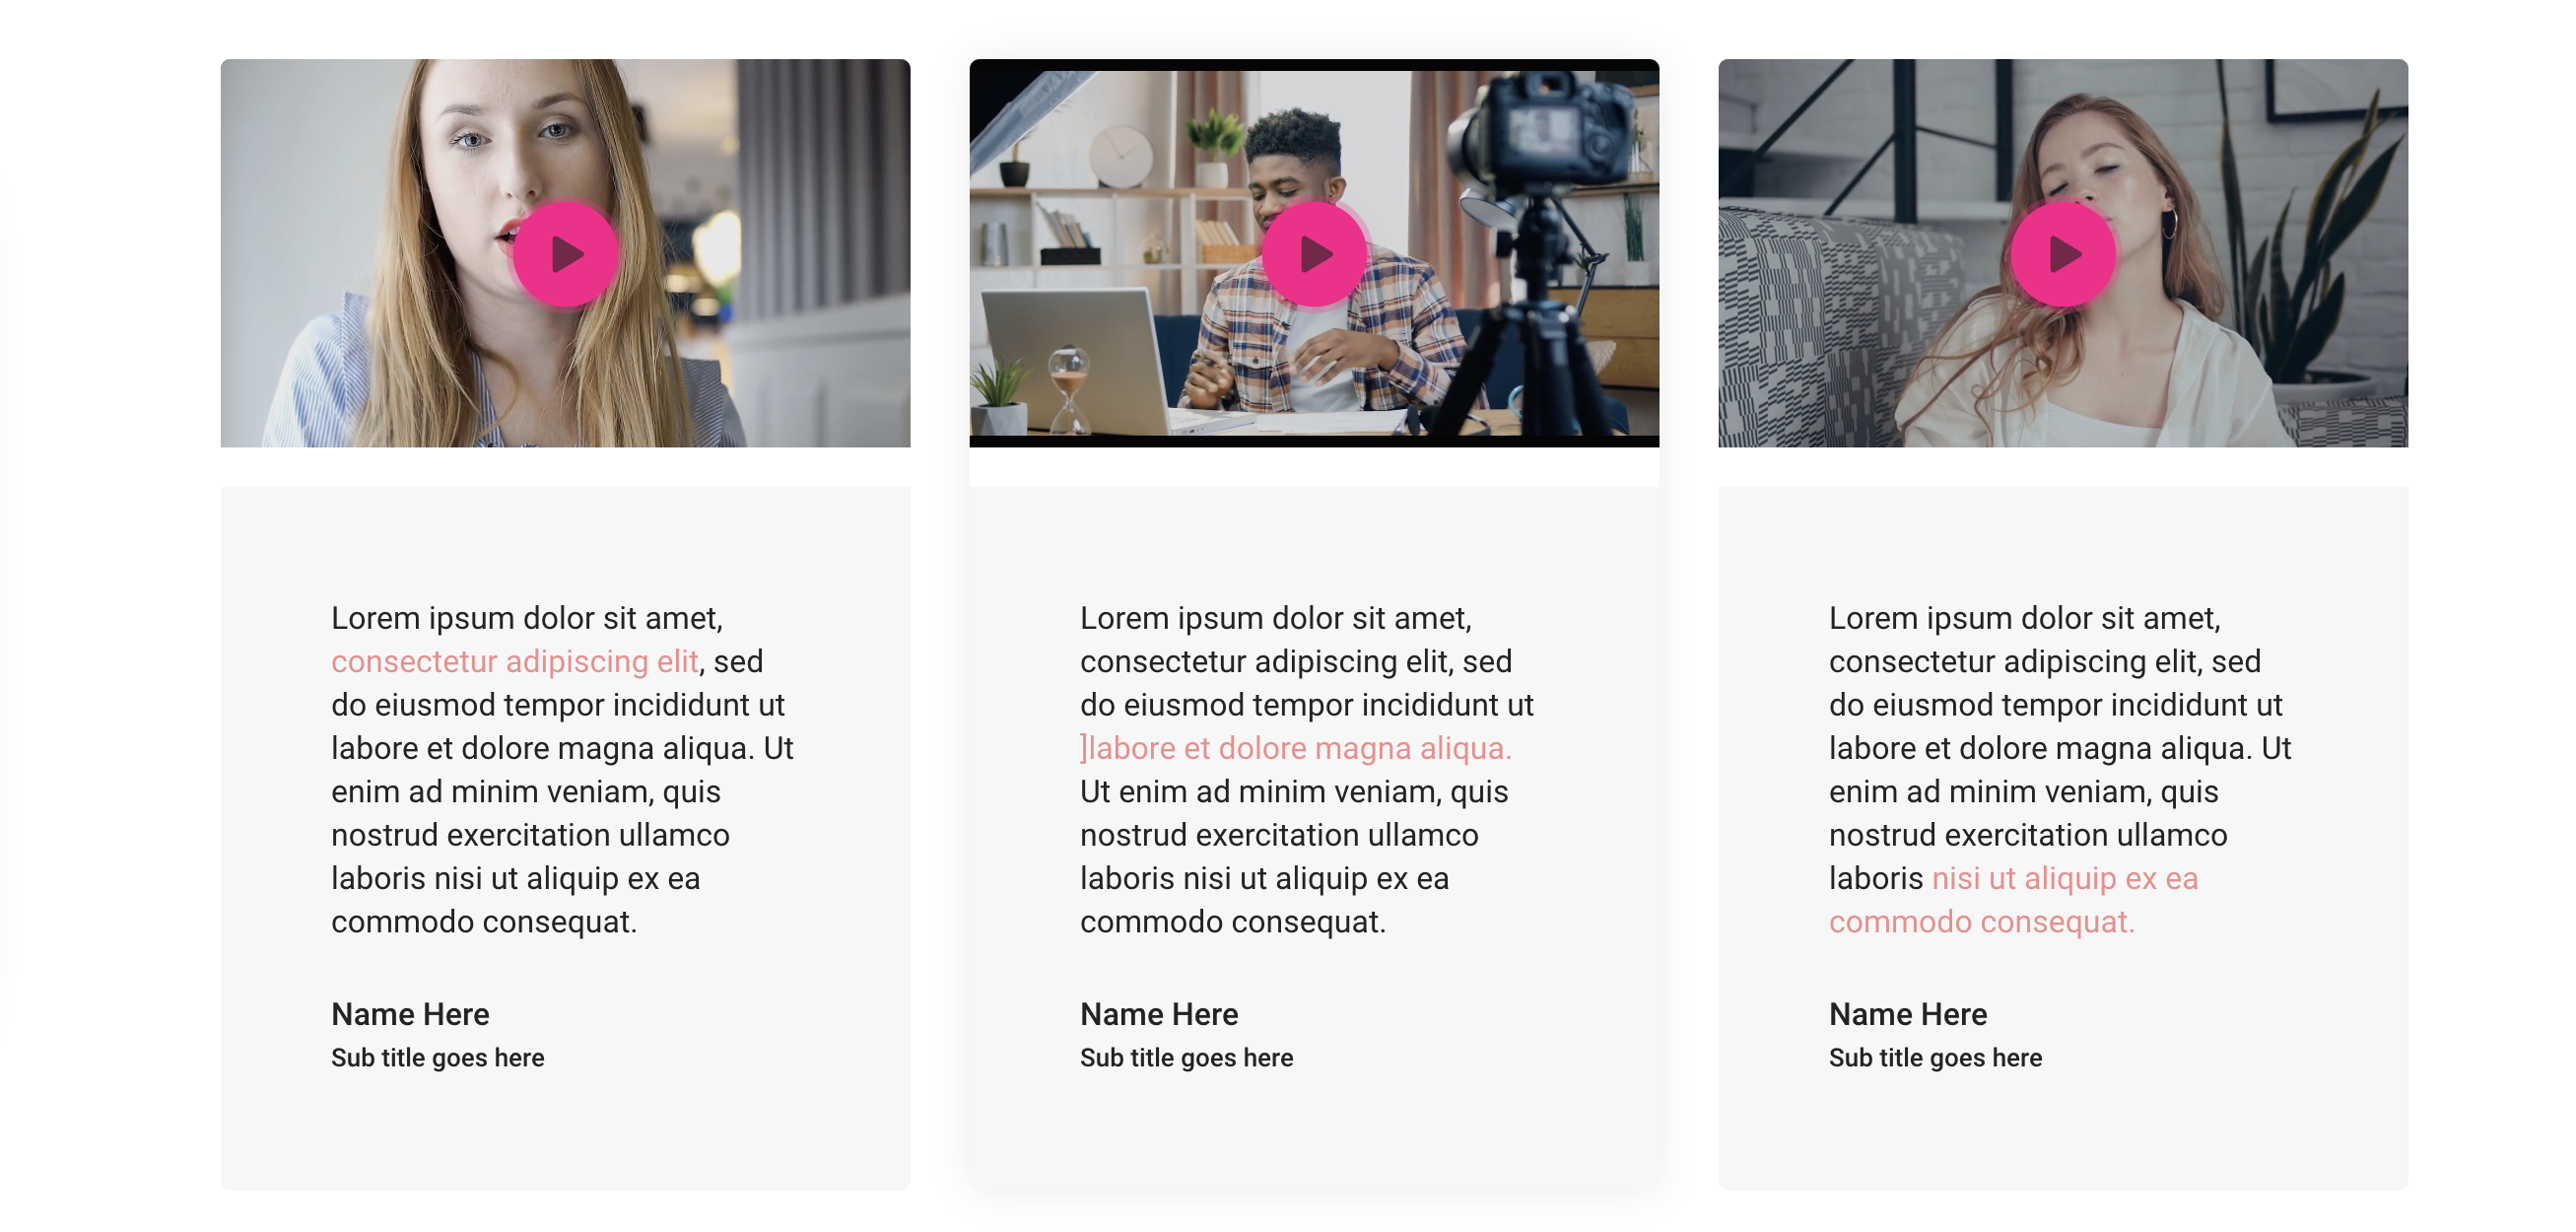 Lorem ipsum dolor sit amet,
consectetur adipiscing elit, sed
do eiusmod tempor incididunt ut
labore et dolore magna aliqua. Ut
enim ad minim veniam, quis
nostrud exercitation ullamco
laboris nisi ut aliquip ex ea
commodo consequat.
Name Here
Sub title goes here
Lorem ipsum dolor sit amet,
consectetur adipiscing elit, sed
do eiusmod tempor incididunt ut
]labore et dolore magna aliqua.
Ut enim ad minim veniam, quis
nostrud exercitation ullamco
laboris nisi ut aliquip ex ea
commodo consequat.
Name Here
Sub title goes here
Lorem ipsum dolor sit amet,
consectetur adipiscing elit, sed
do eiusmod tempor incididunt ut
labore et dolore magna aliqua. Ut
enim ad minim veniam, quis
nostrud exercitation ullamco
laboris nisi ut aliquip ex ea
commodo consequat.
Name Here
Sub title goes here